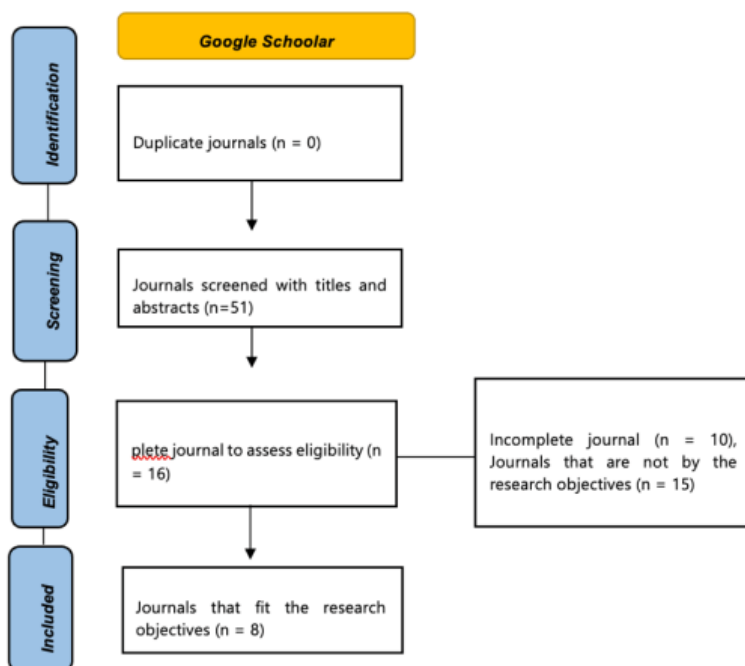 Google Schoolar
Identification
Duplicate journals (n = 0)
Screening
Journals screened with titles and
abstracts (n=51)
Eligibility
plete journal to assess eligibility (n
= 16)
Incomplete journal (n = 10),
Journals that are not by the
research objectives (n = 15)
Included
Journals that fit the research
objectives (n = 8)